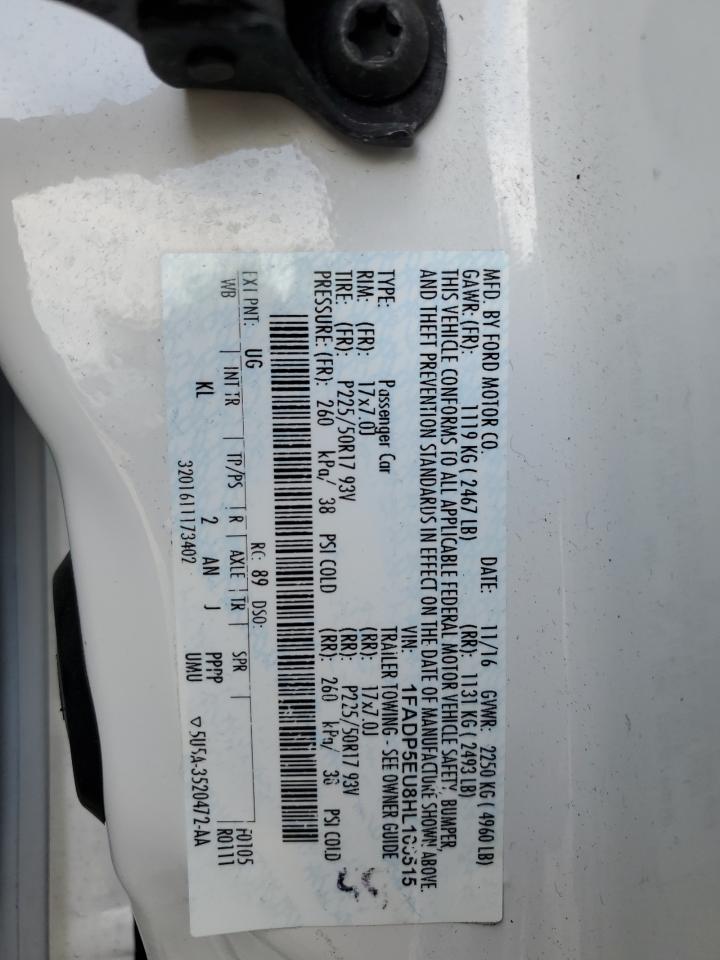 MFD. BY FORD MOTOR CO. DATE: 11/16 GVWR: 2250 KG ( 4960 LB)
GAWR: (FR): 1119 KG ( 2467 LB) (RR): 1131 KG ( 2493 LB)
THIS VEHICLE CONFORMS TO ALL APPLICABLE FEDERAL MOTOR VEHICLE SAFETY, BUMPER,
AND THEFT PREVENTION STANDARDS IN EFFECT ON THE DATE OF MANUFACTURE SHOWN ABOVE.
VIN:
TYPE: Passenger Car TRAILER TOWING - SEE OWNER GUIDE
RIM: (FR): 17x7.0J (RR): 17x7.0J
TIRE: (FR): P225/50R17 93V (RR): P225/50R17 93V
PRESSURE: (FR): 260 kPa/ 38 PSI COLD (RR): 260 kPa/ 38 PSI COLD
RC: 89 DSO:
EXT PNT: UG F0105
WB INT TR TP/PS R AXLE TR SPR R0111
KL 2 AN J PPPP UMU
3201611173402 ▽5U5A-3520472-AA